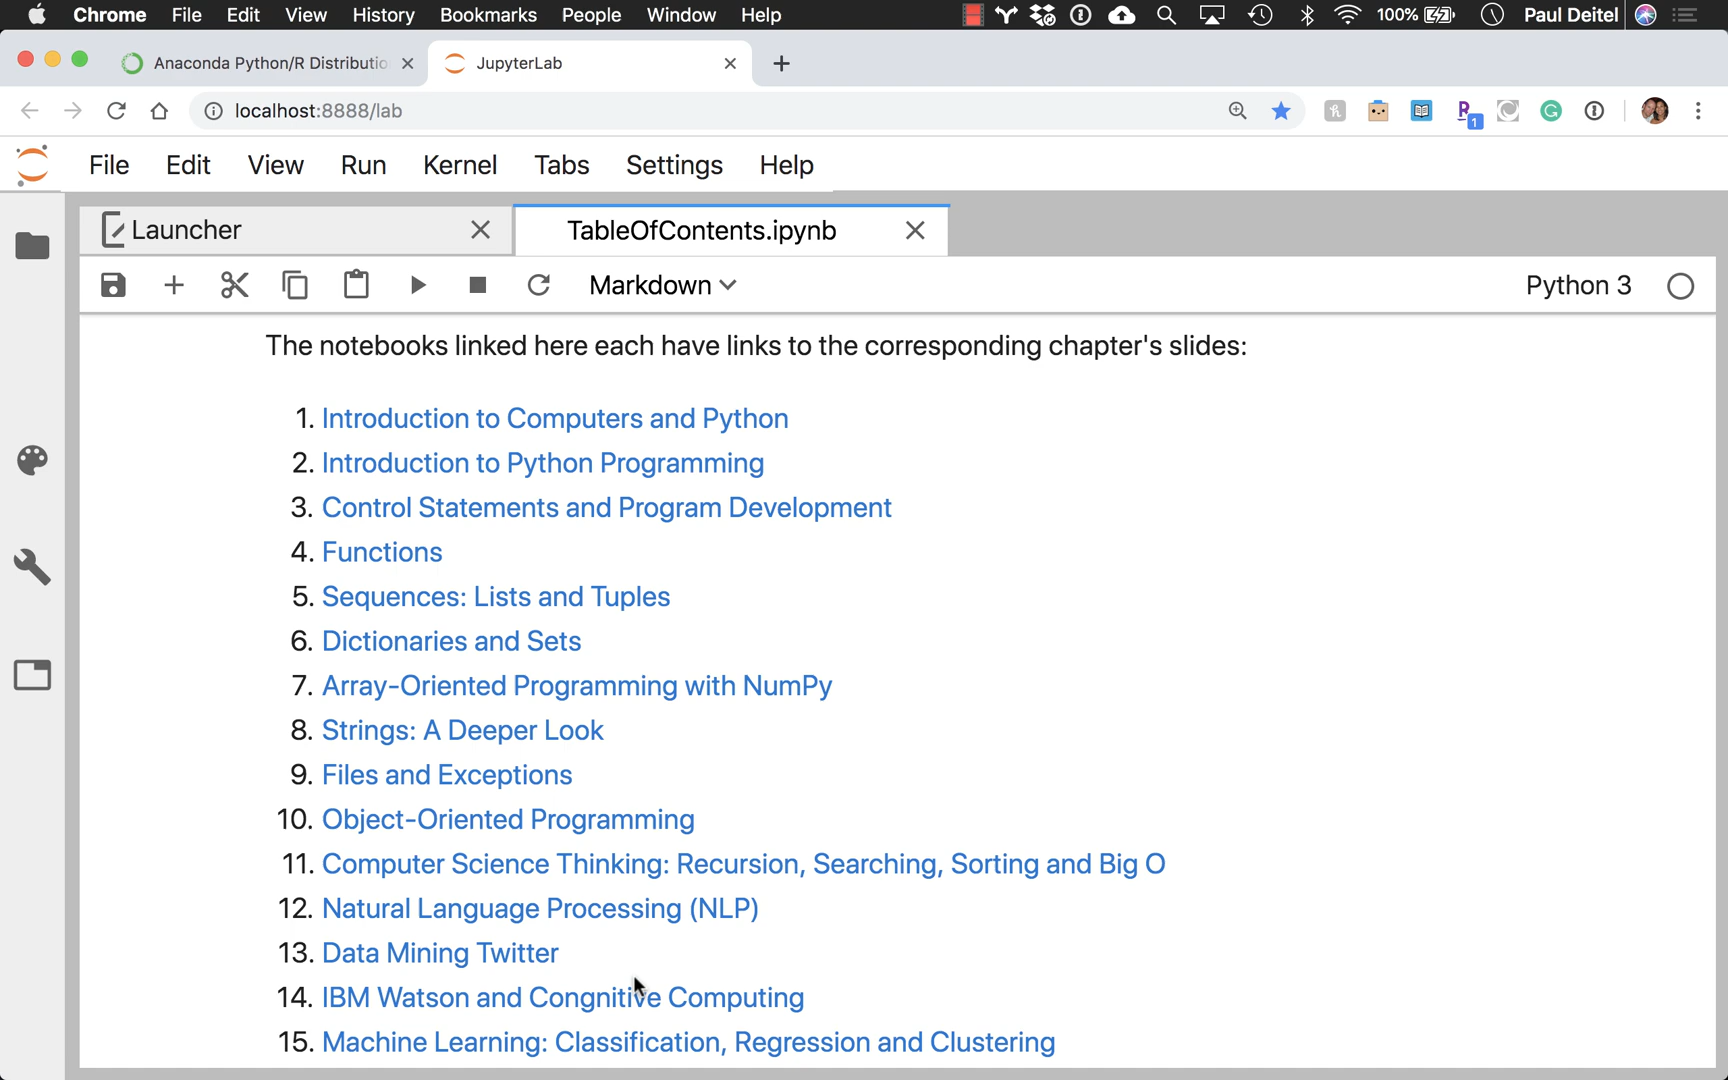 Chrome File Edit View History Bookmarks People Window Help 100% Paul Deitel
Anaconda Python/R Distributio JupyterLab
localhost:8888/lab 1
File Edit View Run Kernel Tabs Settings Help
Launcher TableOfContents.ipynb
Markdown Python 3
The notebooks linked here each have links to the corresponding chapter's slides:
1. Introduction to Computers and Python
2. Introduction to Python Programming
3. Control Statements and Program Development
4. Functions
5. Sequences: Lists and Tuples
6. Dictionaries and Sets
7. Array-Oriented Programming with NumPy
8. Strings: A Deeper Look
9. Files and Exceptions
10. Object-Oriented Programming
11. Computer Science Thinking: Recursion, Searching, Sorting and Big O
12. Natural Language Processing (NLP)
13. Data Mining Twitter
14. IBM Watson and Congnitive Computing
15. Machine Learning: Classification, Regression and Clustering